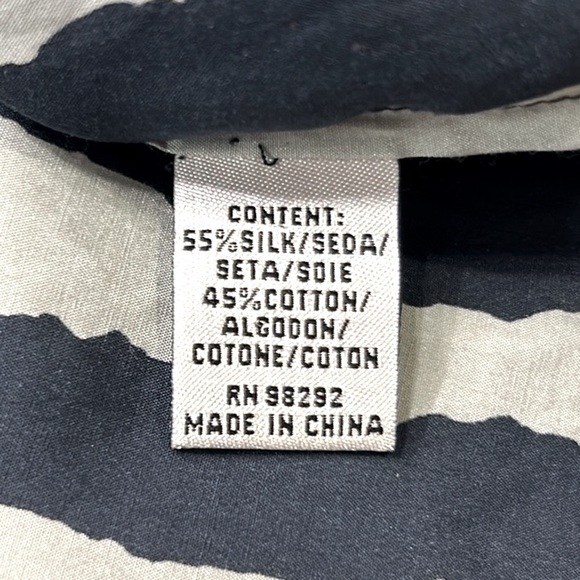 CONTENT:
55%SILK/SEDA/
SETA/SOIE
45%COTTON/
ALGODON/
COTONE/COTON
RN 98292
MADE IN CHINA